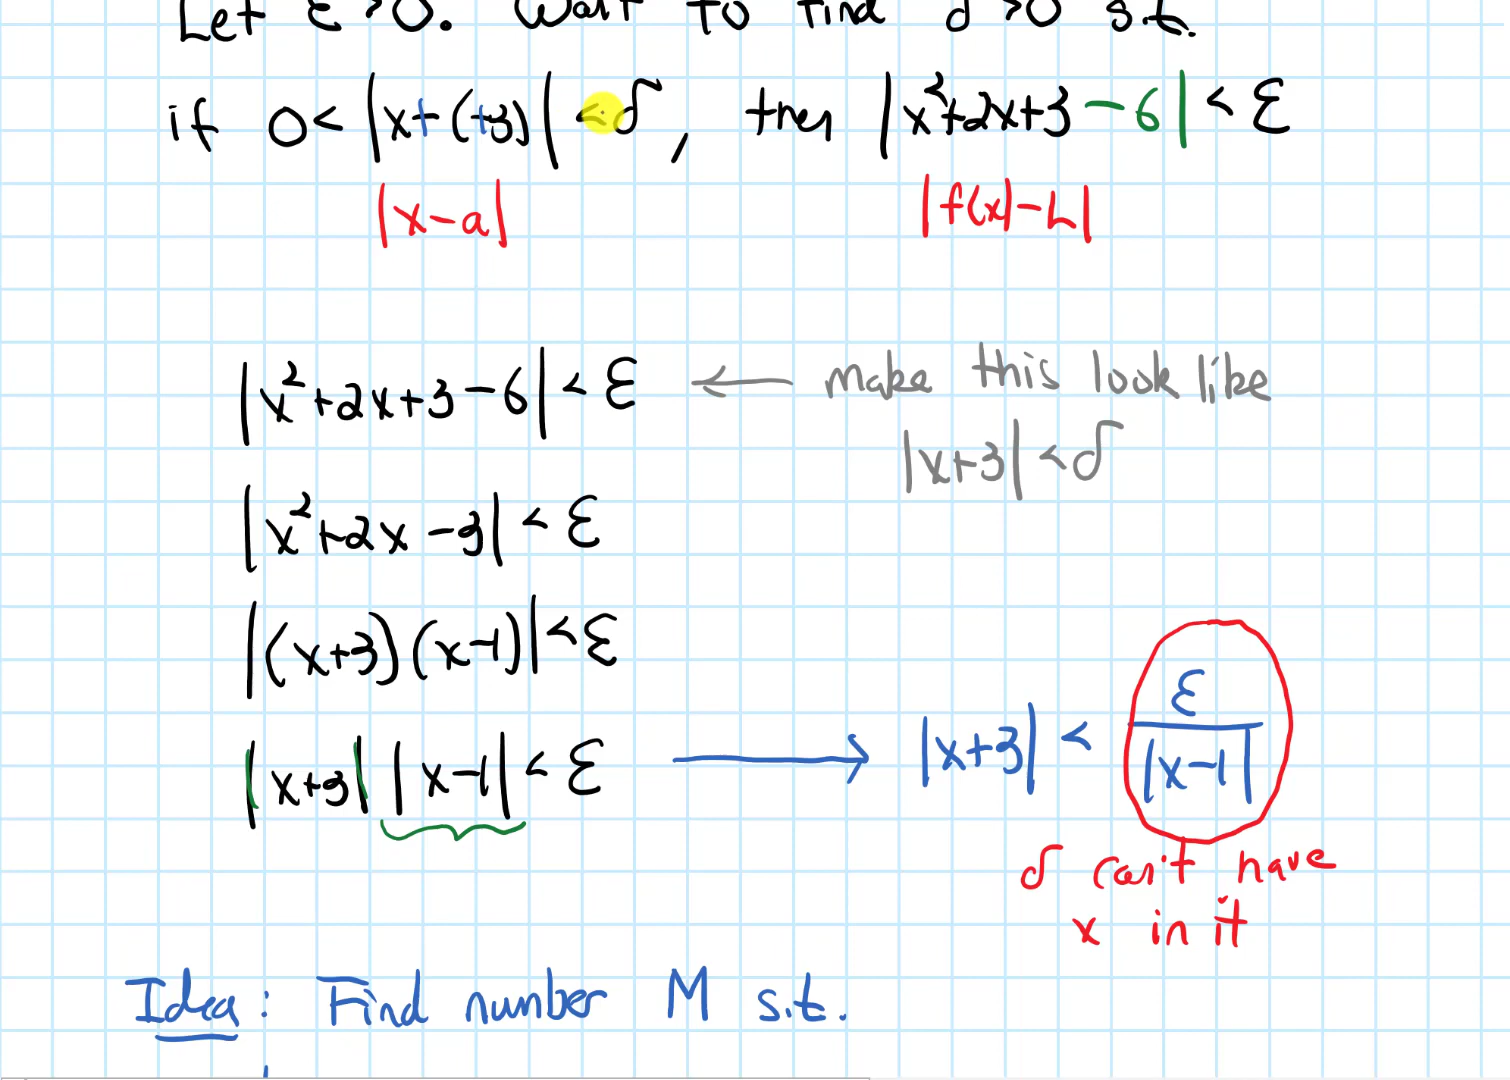 Let ε > 0. Want to find δ > 0 s.t.
if 0 < |x + (+3)| < δ, then |x² + 2x + 3 - 6| < ε
|x - a| |f(x) - L|
|x² + 2x + 3 - 6| < ε ← make this look like
|x + 3| < δ
|x² + 2x - 3| < ε
|(x + 3)(x - 1)| < ε
|x + 3| |x - 1| < ε → |x + 3| < ε / |x - 1|
δ can't have
x in it
Idea: Find number M s.t.